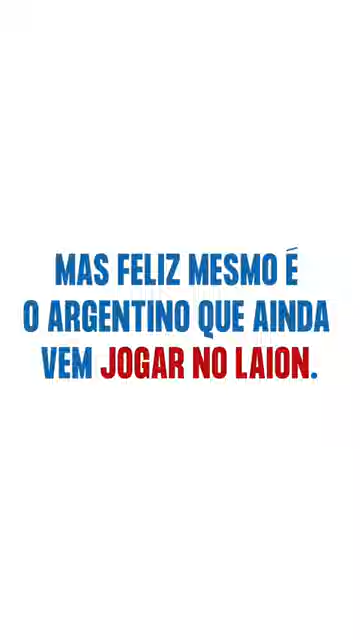 MAS FELIZ MESMO É
O ARGENTINO QUE AINDA
VEM JOGAR NO LAION.